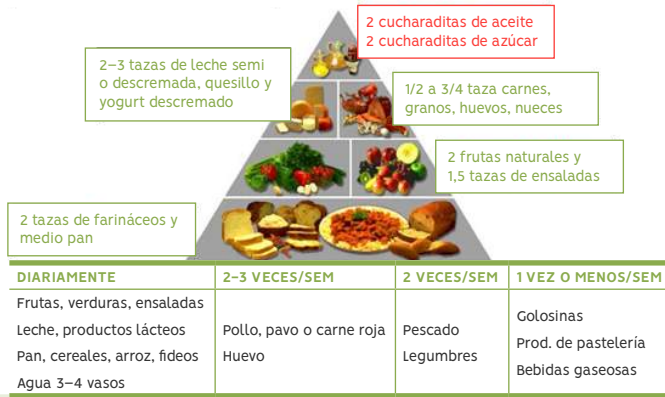 2 cucharaditas de aceite
2 cucharaditas de azúcar
2–3 tazas de leche semi
o descremada, quesillo y
yogurt descremado
1/2 a 3/4 taza carnes,
granos, huevos, nueces
2 frutas naturales y
1,5 tazas de ensaladas
2 tazas de farináceos y
medio pan
DIARIAMENTE
Frutas, verduras, ensaladas
Leche, productos lácteos
Pan, cereales, arroz, fideos
Agua 3–4 vasos
2–3 VECES/SEM
Pollo, pavo o carne roja
Huevo
2 VECES/SEM
Pescado
Legumbres
1 VEZ O MENOS/SEM
Golosinas
Prod. de pastelería
Bebidas gaseosas